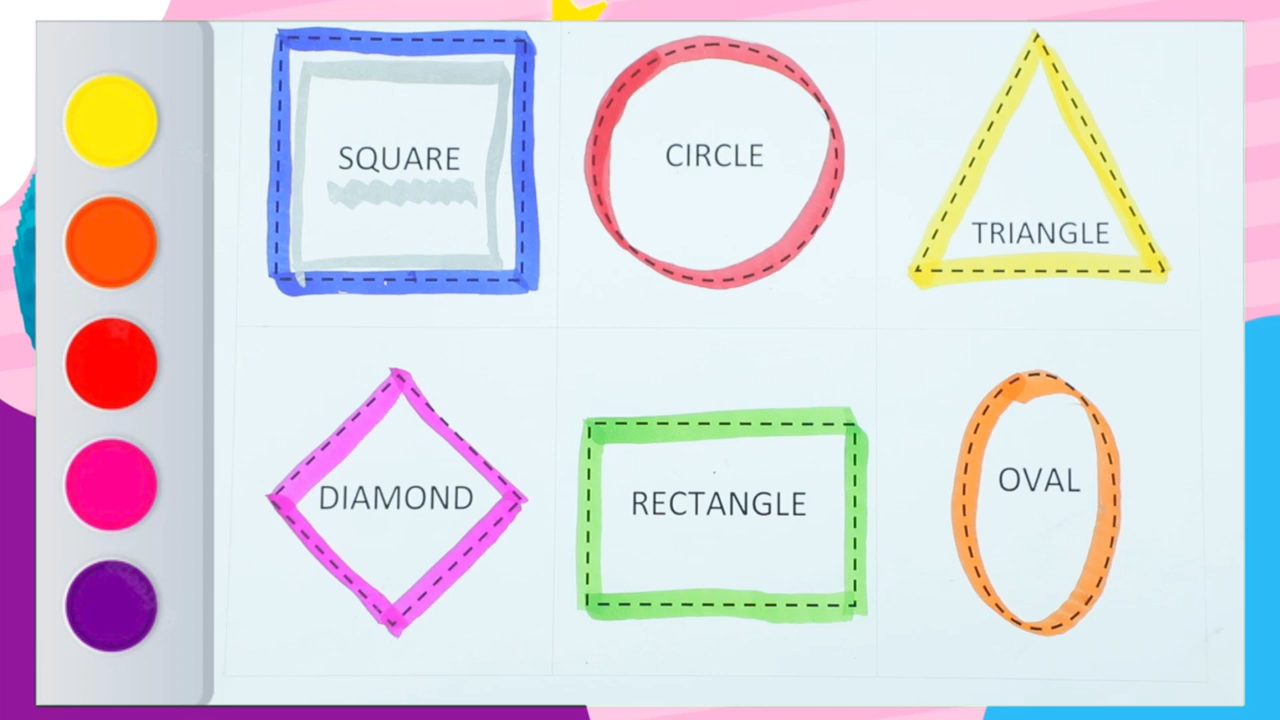 SQUARE
CIRCLE
TRIANGLE
DIAMOND
RECTANGLE
OVAL